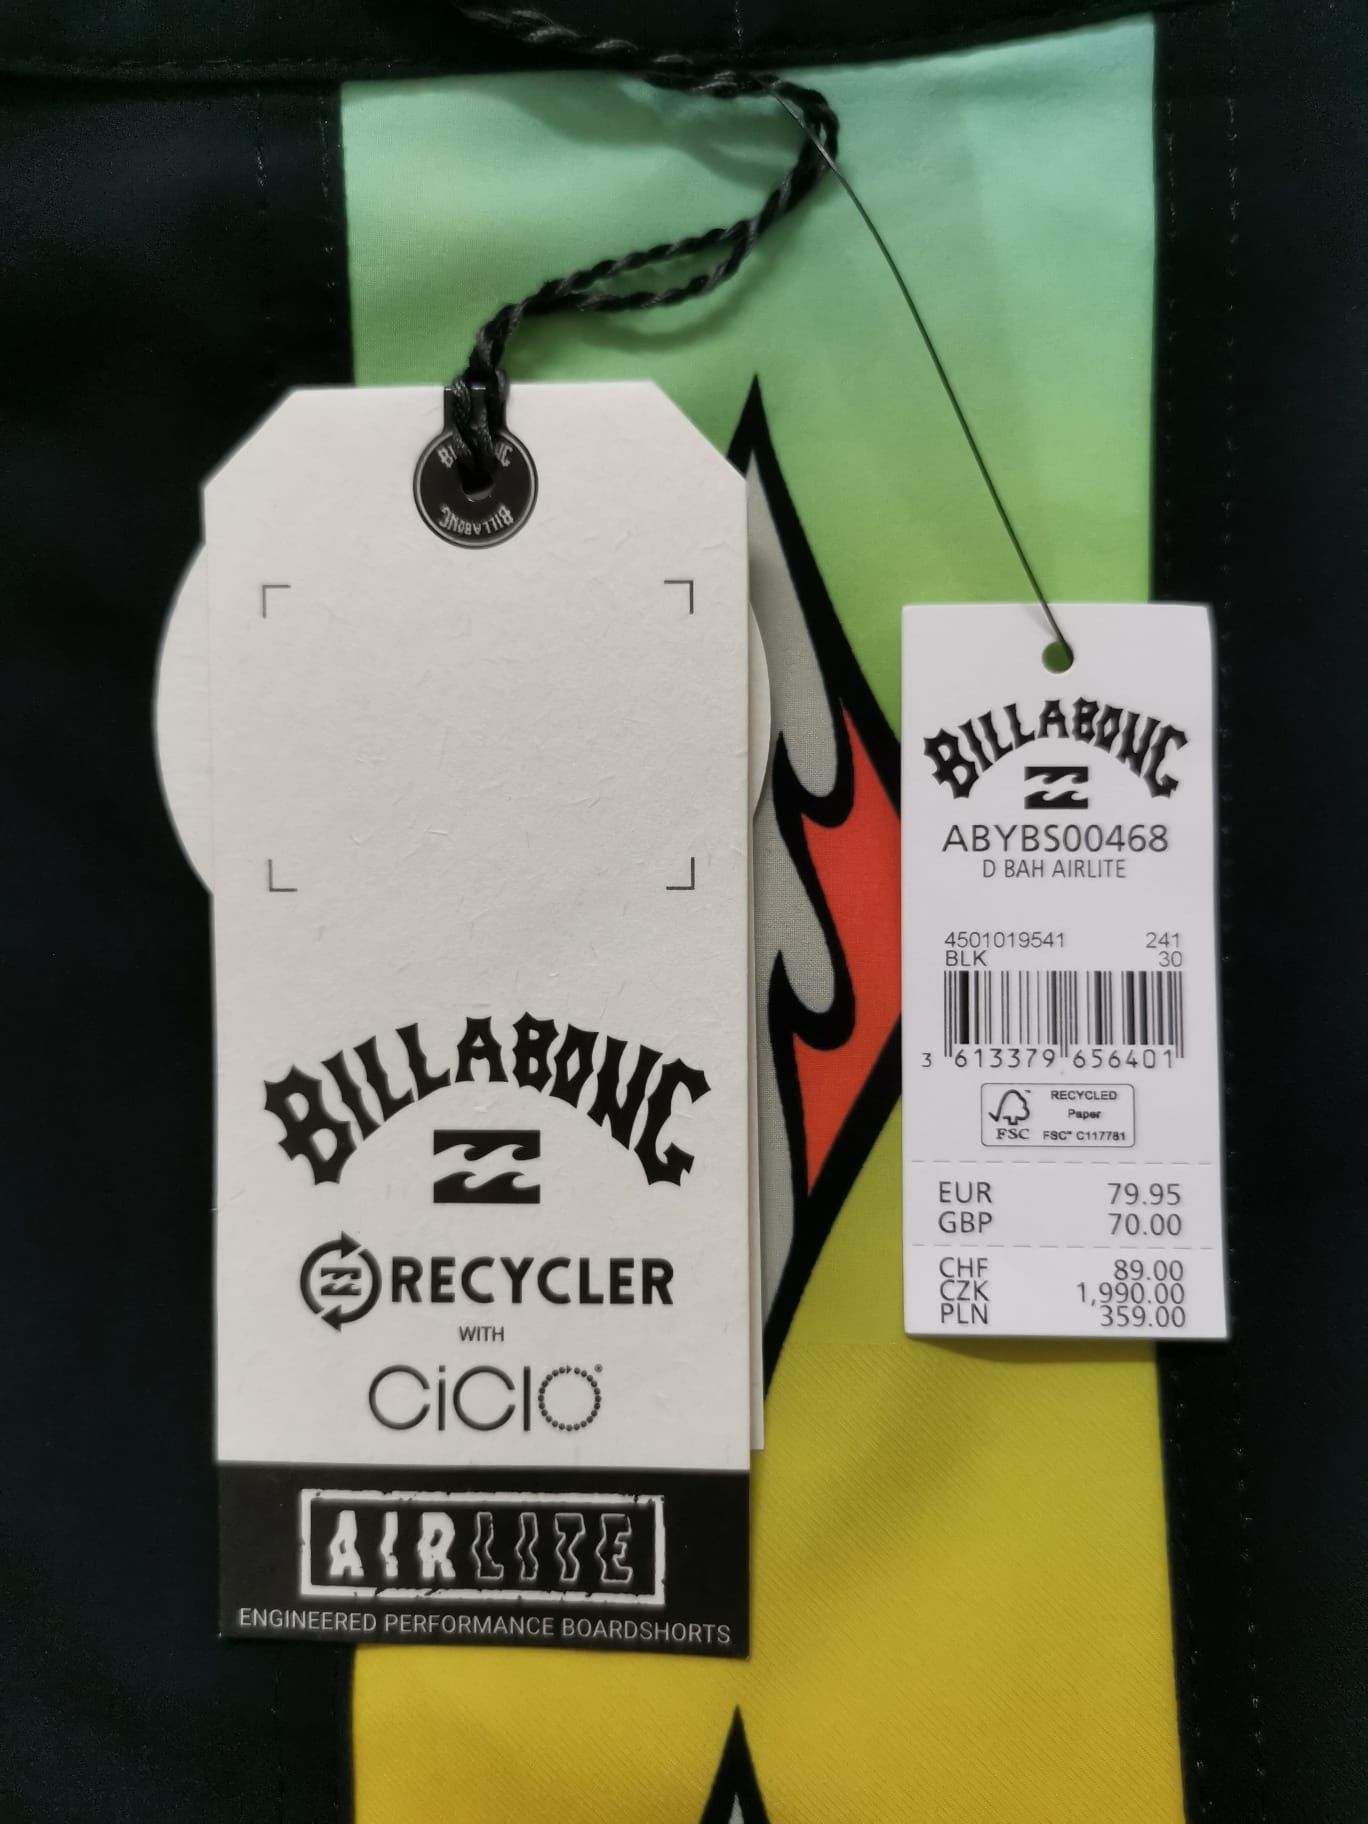 BILLABONG
BILLABONG
BILLABONG
RECYCLER
WITH
CiCLO®
AIRLITE
ENGINEERED PERFORMANCE BOARDSHORTS
BILLABONG
ABYBS00468
D BAH AIRLITE
4501019541 241
BLK 30
3 613379 656401
RECYCLED
Paper
FSC FSC™ C117781
EUR 79.95
GBP 70.00
CHF 89.00
CZK 1,990.00
PLN 359.00